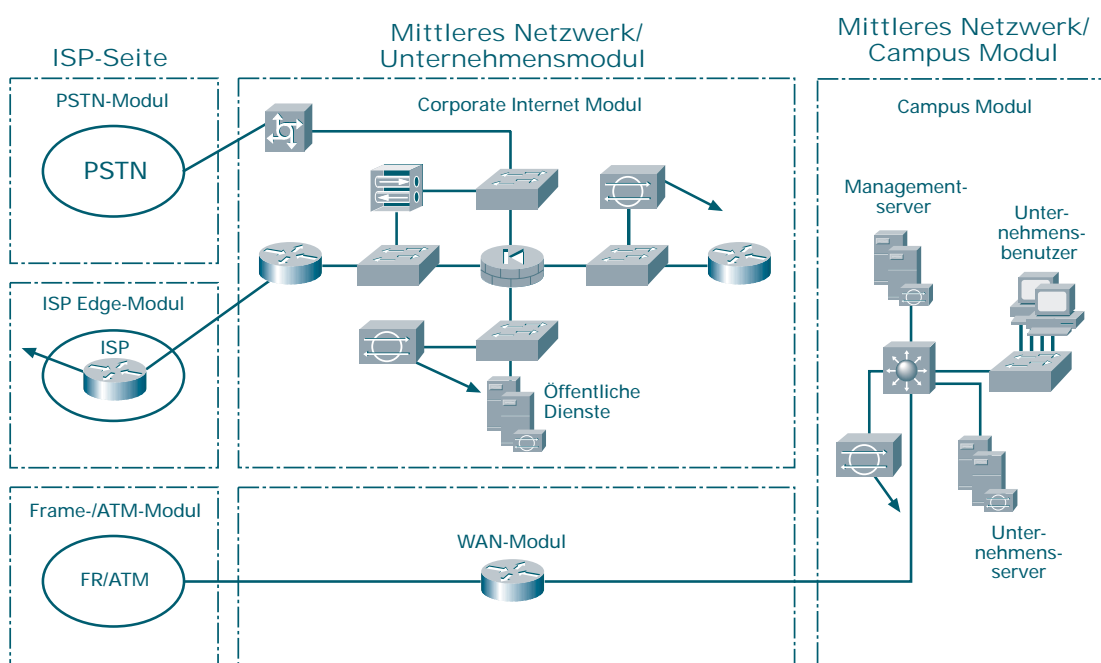 ISP-Seite
Mittleres Netzwerk/
Unternehmensmodul
Mittleres Netzwerk/
Campus Modul
PSTN-Modul
PSTN
Corporate Internet Modul
Campus Modul
Management-
server
Unter-
nehmens-
benutzer
ISP Edge-Modul
ISP
Öffentliche
Dienste
Unter-
nehmens-
server
Frame-/ATM-Modul
FR/ATM
WAN-Modul